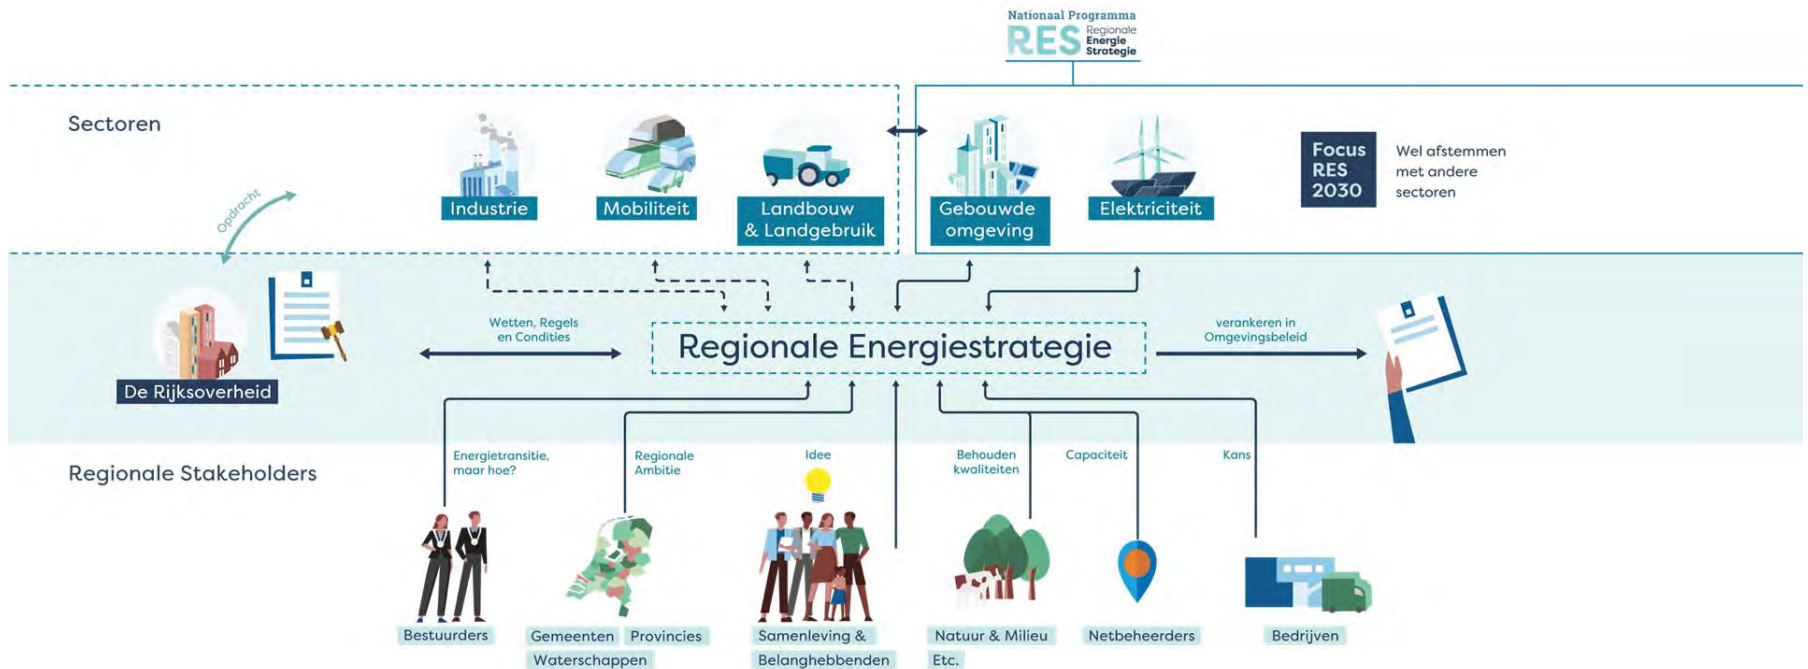 Nationaal Programma
RES Regionale
Energie
Strategie
Sectoren
Opdracht
Industrie
Mobiliteit
Landbouw
& Landgebruik
Gebouwde
omgeving
Elektriciteit
Focus
RES
2030
Wel afstemmen
met andere
sectoren
De Rijksoverheid
Wetten, Regels
en Condities
Regionale Energiestrategie
verankeren in
Omgevingsbeleid
Regionale Stakeholders
Energietransitie,
maar hoe?
Regionale
Ambitie
Idee
Behouden
kwaliteiten
Capaciteit
Kans
Bestuurders
Gemeenten Provincies
Waterschappen
Samenleving &
Belanghebbenden
Natuur & Milieu
Etc.
Netbeheerders
Bedrijven